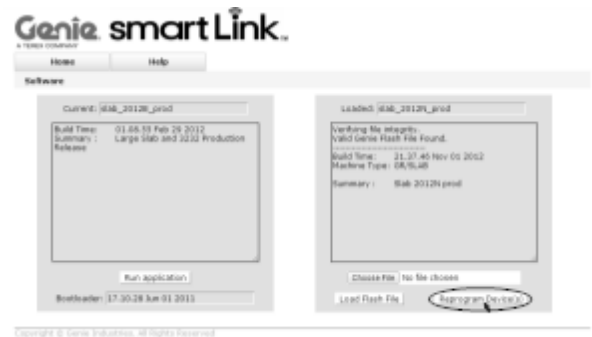 Genie smartLink™
A TEREX COMPANY
Home Help
Software
Current: slab_2012B_prod
Build Time: 01.08.33 Feb 29 2012
Summary : Large Slab and 3232 Production
Release
Run application
Bootloader: 17.10.28 Jun 01 2011
Loaded: slab_2012N_prod
Verifying file integrity.
Valid Genie Flash File Found.
Build Time: 21.37.46 Nov 01 2012
Machine Type: GR/SLAB
Summary : Slab 2012N prod
Choose File No file chosen
Load Flash File Reprogram Device(s)
Copyright © Genie Industries. All Rights Reserved